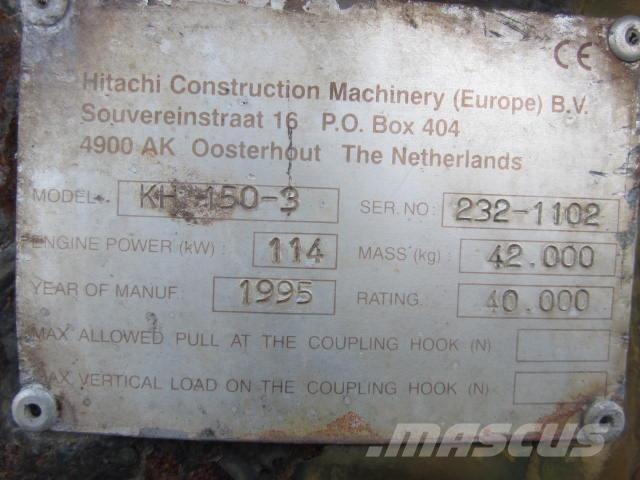 CE
Hitachi Construction Machinery (Europe) B.V.
Souvereinstraat 16 P.O. Box 404
4900 AK Oosterhout The Netherlands
MODEL. KH 150-3 SER. NO : 232-1102
ENGINE POWER (kW) 114 MASS (kg) : 42.000
YEAR OF MANUF 1995 RATING. 40.000
MAX ALLOWED PULL AT THE COUPLING HOOK (N)
MAX VERTICAL LOAD ON THE COUPLING HOOK (N)
MASCUS